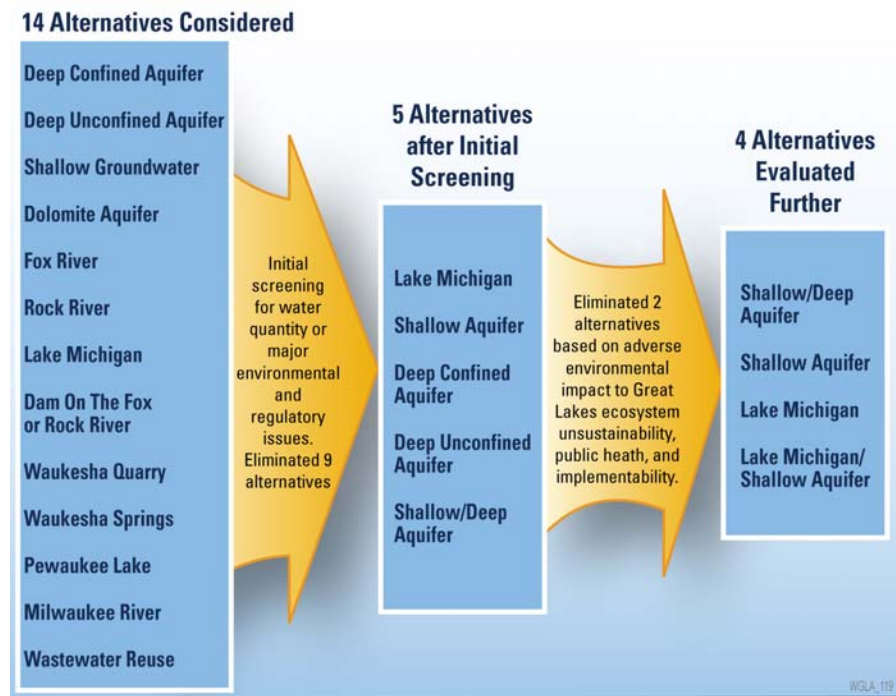 14 Alternatives Considered
Deep Confined Aquifer
Deep Unconfined Aquifer
Shallow Groundwater
Dolomite Aquifer
Fox River
Rock River
Lake Michigan
Dam On The Fox
or Rock River
Waukesha Quarry
Waukesha Springs
Pewaukee Lake
Milwaukee River
Wastewater Reuse
Initial
screening
for water
quantity or
major
environmental
and
regulatory
issues.
Eliminated 9
alternatives
5 Alternatives
after Initial
Screening
Lake Michigan
Shallow Aquifer
Deep Confined
Aquifer
Deep Unconfined
Aquifer
Shallow/Deep
Aquifer
Eliminated 2
alternatives
based on adverse
environmental
impact to Great
Lakes ecosystem
unsustainability,
public heath, and
implementability.
4 Alternatives
Evaluated
Further
Shallow/Deep
Aquifer
Shallow Aquifer
Lake Michigan
Lake Michigan/
Shallow Aquifer
WGLA_119